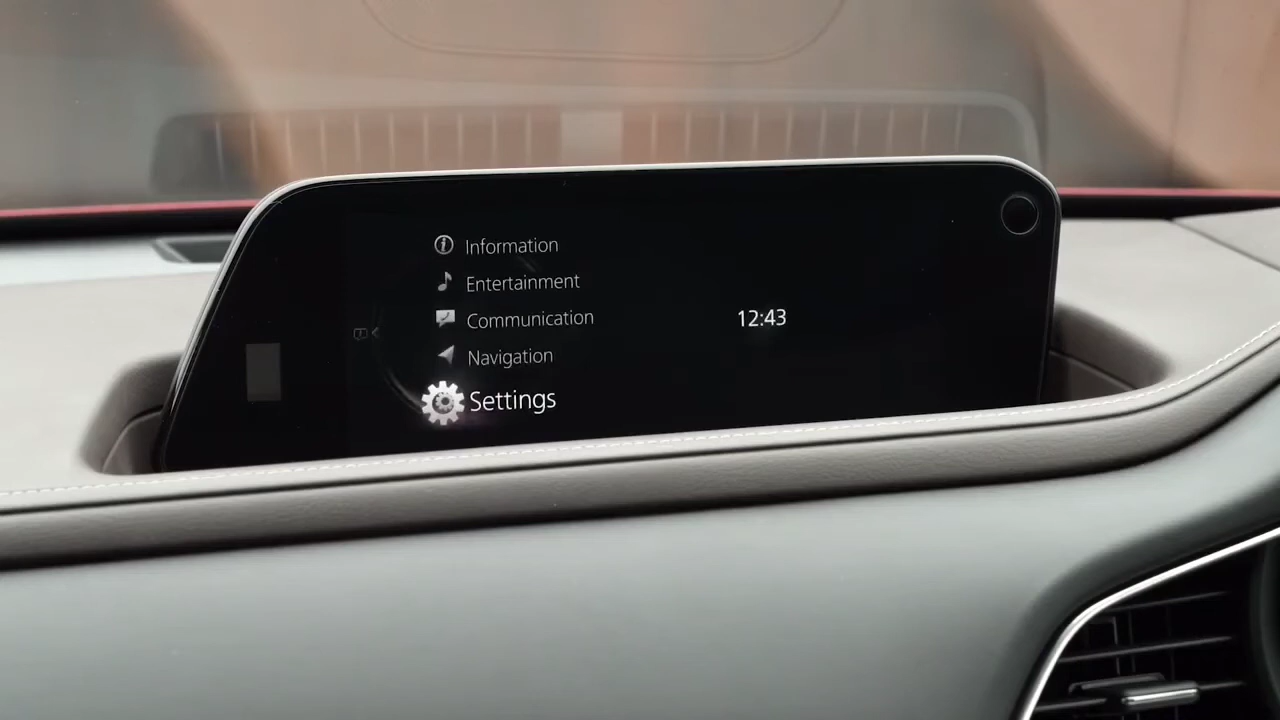 Information
Entertainment
Communication
12:43
Navigation
Settings